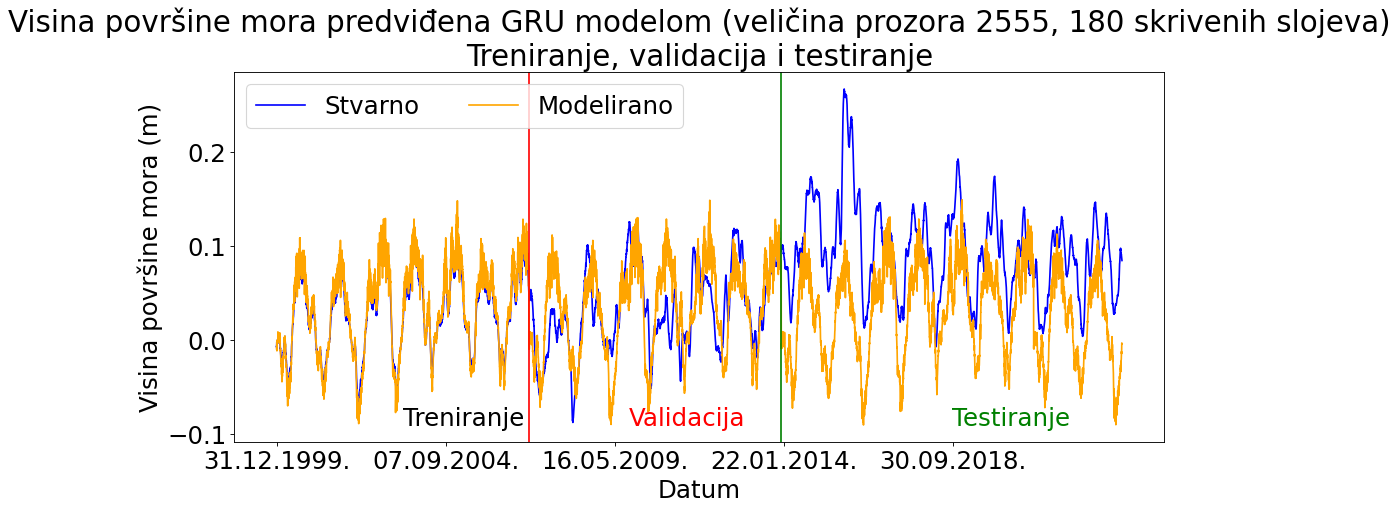 Visina površine mora predviđena GRU modelom (veličina prozora 2555, 180 skrivenih slojeva)
Treniranje, validacija i testiranje
Stvarno Modelirano
Visina površine mora (m)
0.2
0.1
0.0
−0.1
Treniranje Validacija Testiranje
31.12.1999. 07.09.2004. 16.05.2009. 22.01.2014. 30.09.2018.
Datum